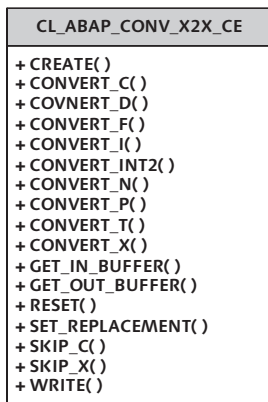 CL_ABAP_CONV_X2X_CE
+ CREATE( )
+ CONVERT_C( )
+ COVNERT_D( )
+ CONVERT_F( )
+ CONVERT_I( )
+ CONVERT_INT2( )
+ CONVERT_N( )
+ CONVERT_P( )
+ CONVERT_T( )
+ CONVERT_X( )
+ GET_IN_BUFFER( )
+ GET_OUT_BUFFER( )
+ RESET( )
+ SET_REPLACEMENT( )
+ SKIP_C( )
+ SKIP_X( )
+ WRITE( )